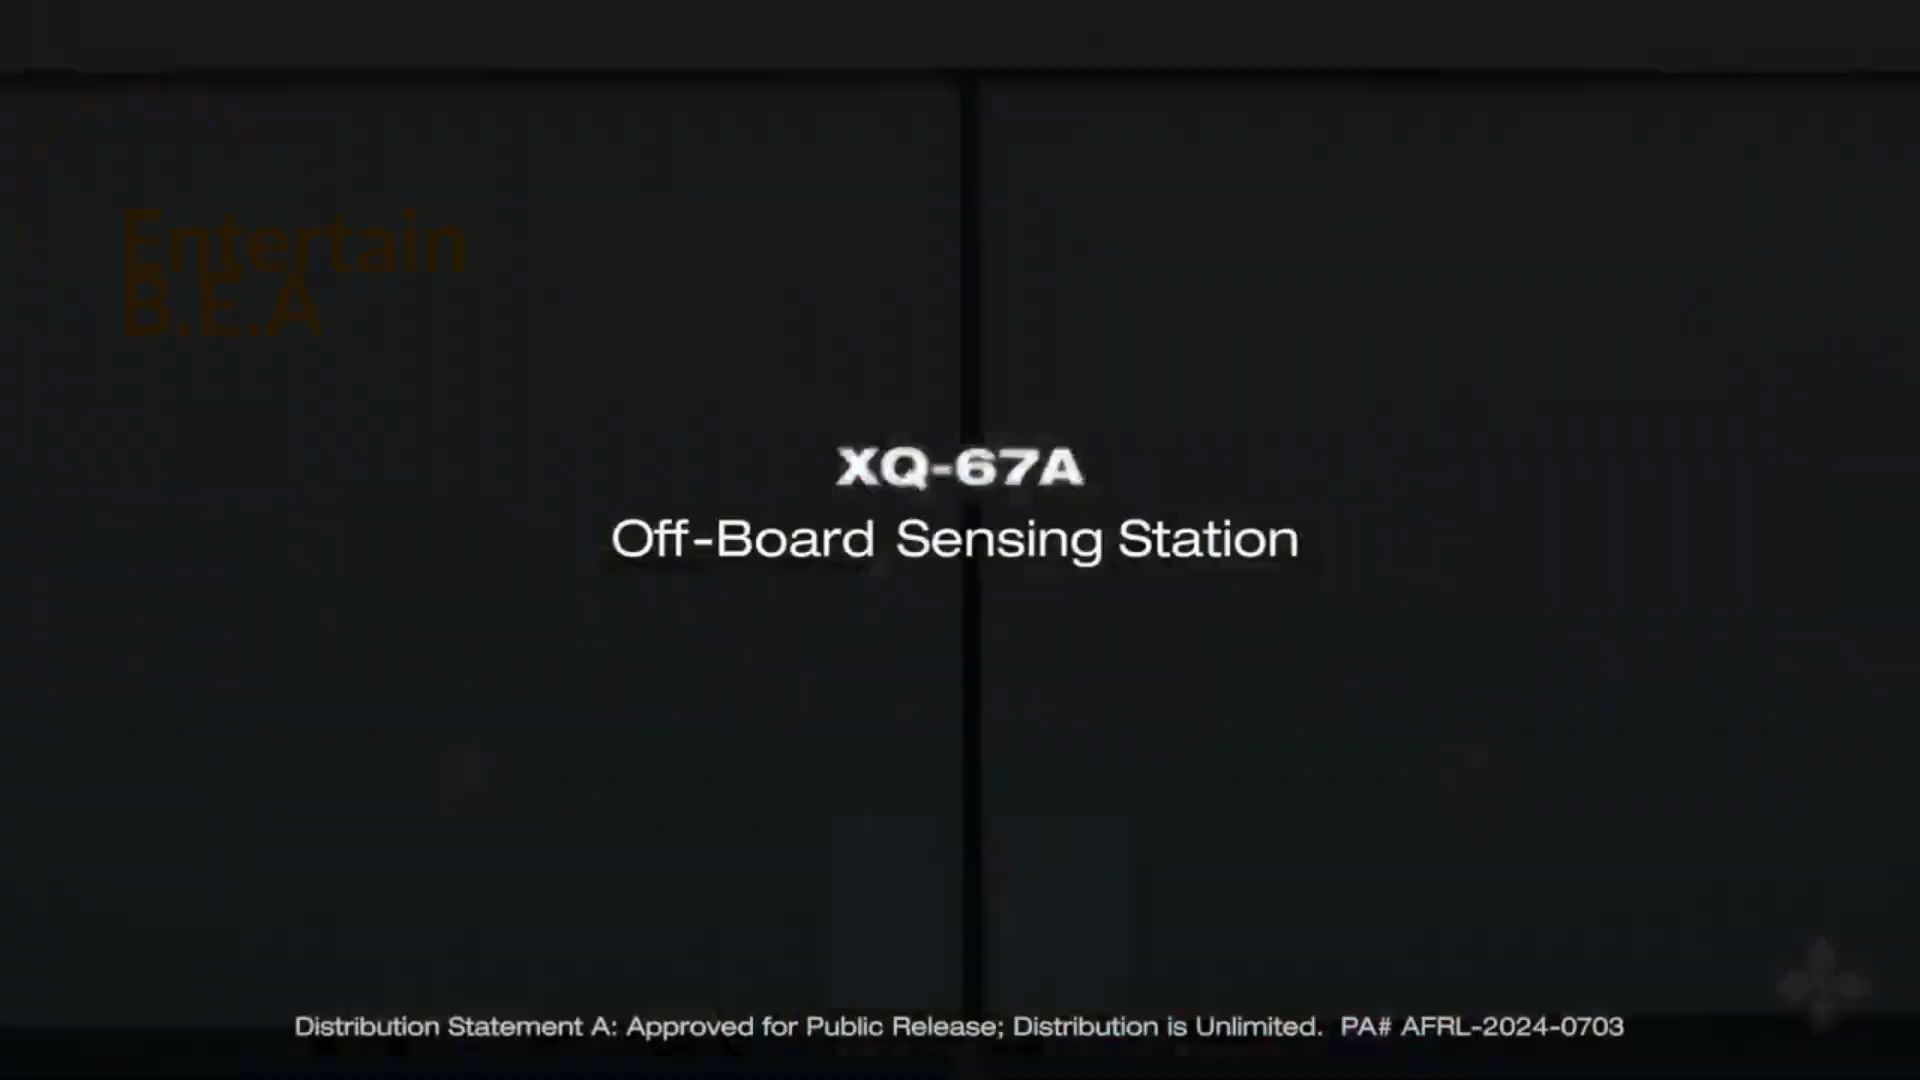 Entertain
B.E.A
XQ-67A
Off-Board Sensing Station
Distribution Statement A: Approved for Public Release; Distribution is Unlimited. PA# AFRL-2024-0703